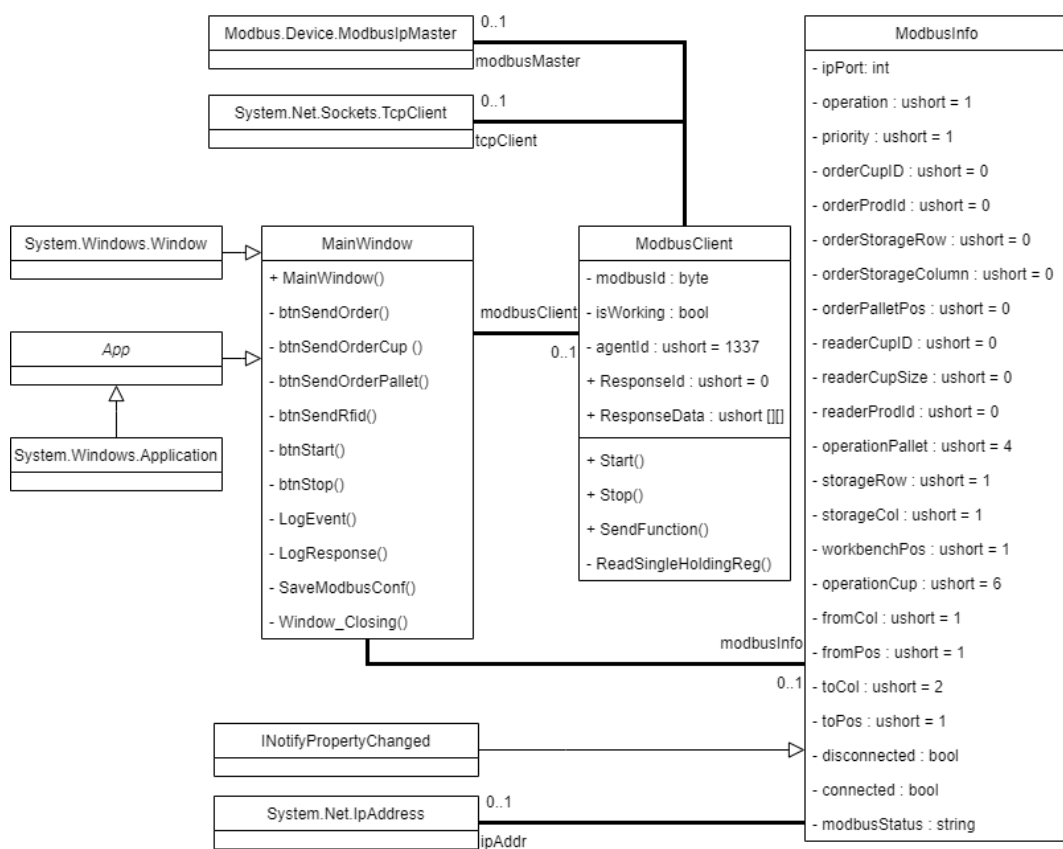 Modbus.Device.ModbusIpMaster
0..1
modbusMaster
System.Net.Sockets.TcpClient
0..1
tcpClient
System.Windows.Window
App
System.Windows.Application
MainWindow
+ MainWindow()
- btnSendOrder()
- btnSendOrderCup ()
- btnSendOrderPallet()
- btnSendRfid()
- btnStart()
- btnStop()
- LogEvent()
- LogResponse()
- SaveModbusConf()
- Window_Closing()
modbusClient
0..1
ModbusClient
- modbusId : byte
- isWorking : bool
- agentId : ushort = 1337
+ ResponseId : ushort = 0
+ ResponseData : ushort [][]
+ Start()
+ Stop()
+ SendFunction()
- ReadSingleHoldingReg()
modbusInfo
0..1
INotifyPropertyChanged
System.Net.IpAddress
0..1
ipAddr
ModbusInfo
- ipPort: int
- operation : ushort = 1
- priority : ushort = 1
- orderCupID : ushort = 0
- orderProdId : ushort = 0
- orderStorageRow : ushort = 0
- orderStorageColumn : ushort = 0
- orderPalletPos : ushort = 0
- readerCupID : ushort = 0
- readerCupSize : ushort = 0
- readerProdId : ushort = 0
- operationPallet : ushort = 4
- storageRow : ushort = 1
- storageCol : ushort = 1
- workbenchPos : ushort = 1
- operationCup : ushort = 6
- fromCol : ushort = 1
- fromPos : ushort = 1
- toCol : ushort = 2
- toPos : ushort = 1
- disconnected : bool
- connected : bool
- modbusStatus : string